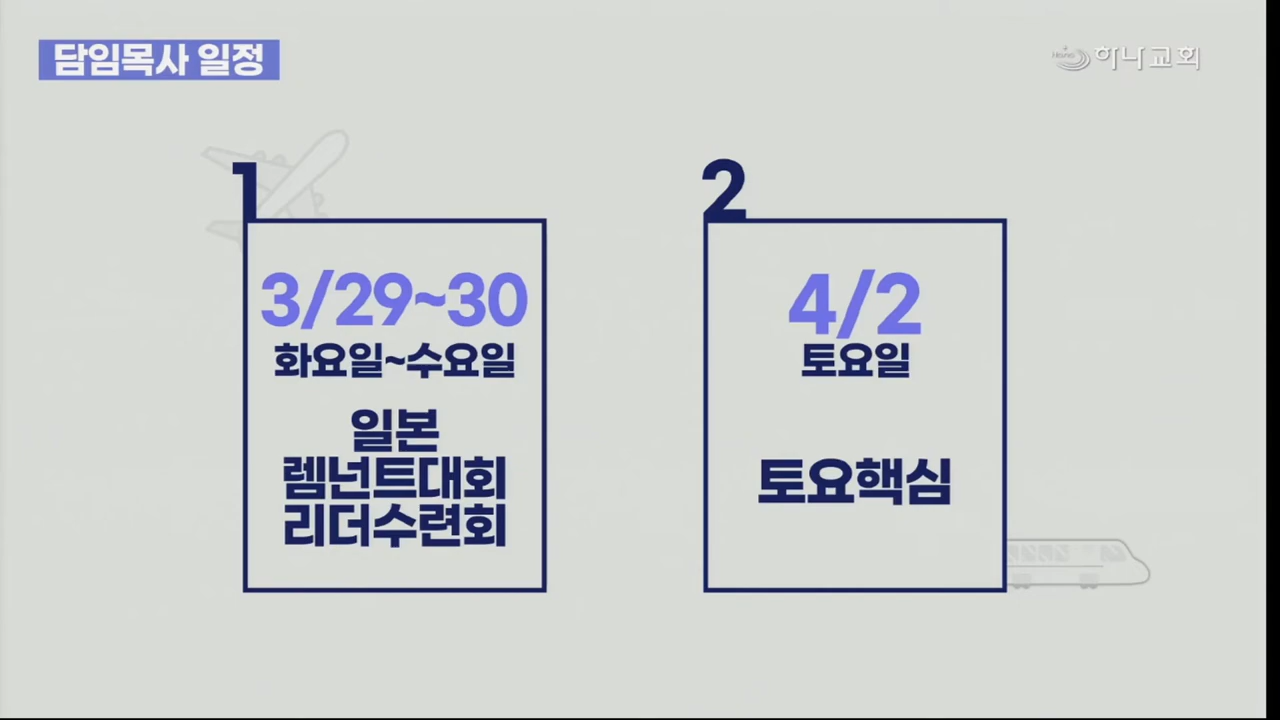 담임목사 일정
하나교회
1
3/29~30
화요일~수요일
일본
렘넌트대회
리더수련회
2
4/2
토요일
토요핵심